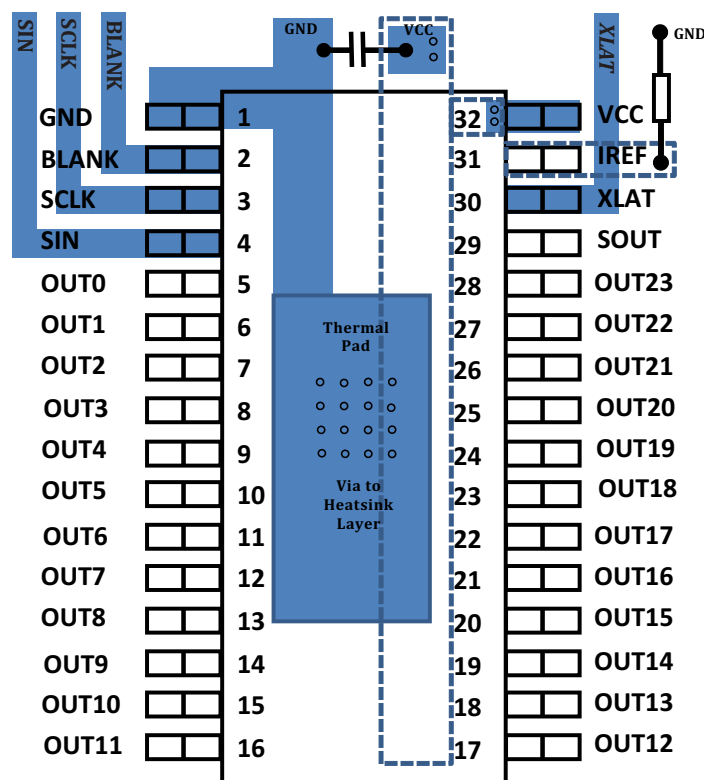 SIN
SCLK
BLANK
GND
VCC
XLAT
GND
GND 1 32 VCC
BLANK 2 31 IREF
SCLK 3 30 XLAT
SIN 4 29 SOUT
OUT0 5 28 OUT23
OUT1 6 27 OUT22
OUT2 7 26 OUT21
OUT3 8 25 OUT20
OUT4 9 24 OUT19
OUT5 10 23 OUT18
OUT6 11 22 OUT17
OUT7 12 21 OUT16
OUT8 13 20 OUT15
OUT9 14 19 OUT14
OUT10 15 18 OUT13
OUT11 16 17 OUT12
Thermal
Pad
Via to
Heatsink
Layer